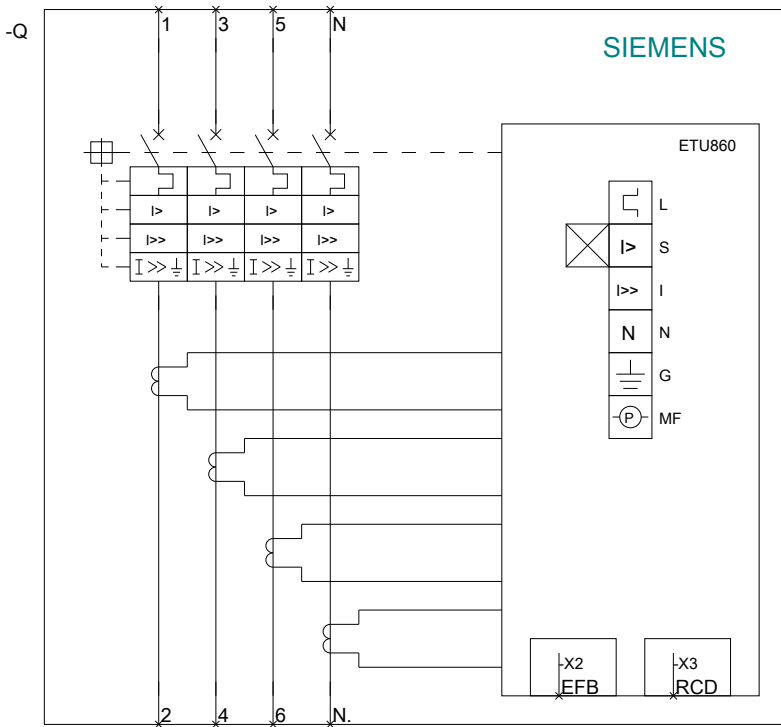 -Q
1 3 5 N
SIEMENS
ETU860
L
I> I> I> I>
I> S
I>> I>> I>> I>>
I>> I
I >> I >> I >> I >>
N N
G
P MF
-X2 -X3
EFB RCD
2 4 6 N.